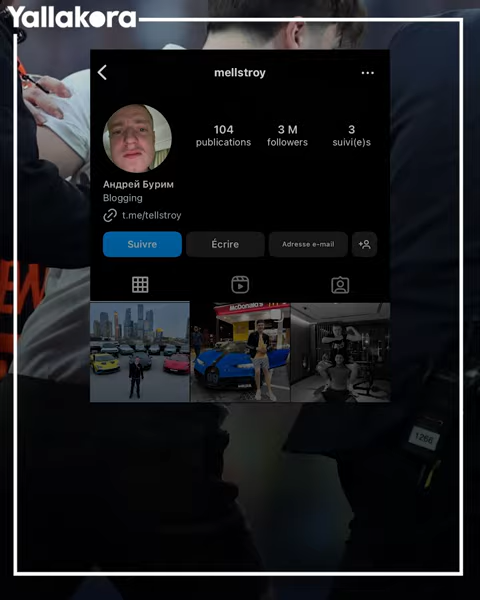 Yallakora
mellstroy
104
publications
3 M
followers
3
suivi(e)s
Андрей Бурим
Blogging
t.me/tellstroy
Suivre
Écrire
Adresse e-mail
McDonald's
1266